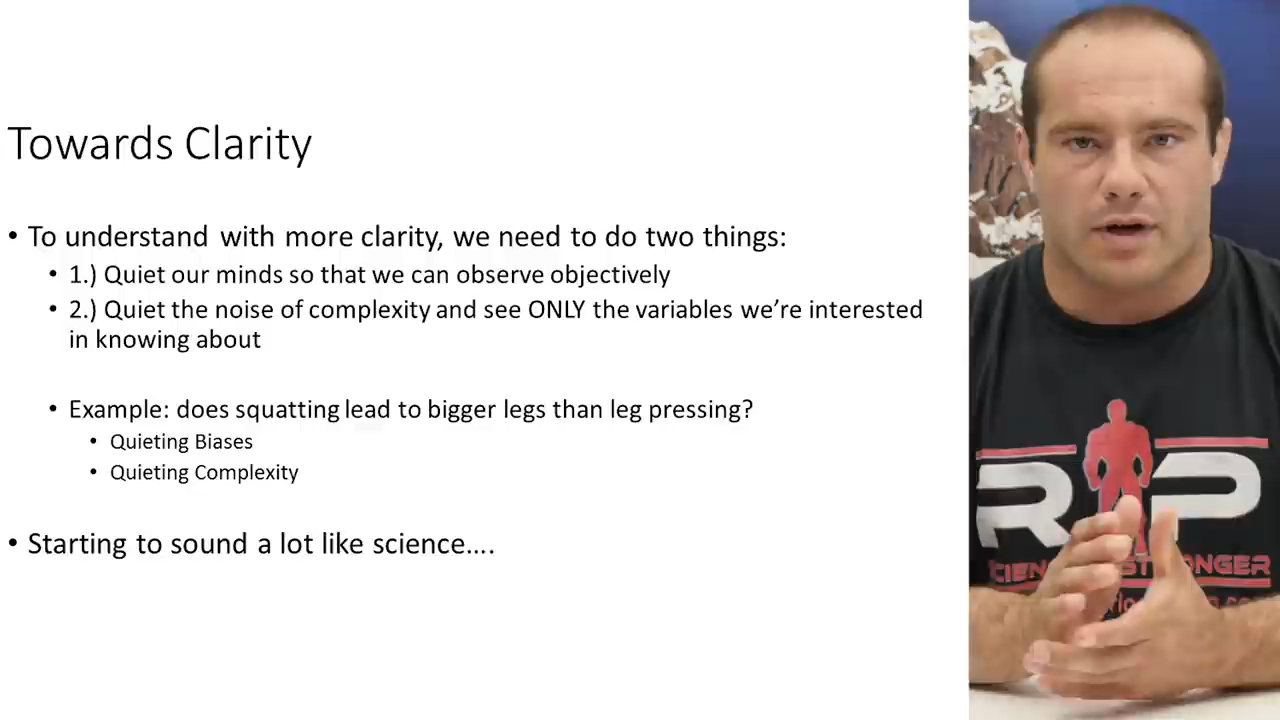 Towards Clarity
• To understand with more clarity, we need to do two things:
• 1.) Quiet our minds so that we can observe objectively
• 2.) Quiet the noise of complexity and see ONLY the variables we’re interested
in knowing about
• Example: does squatting lead to bigger legs than leg pressing?
• Quieting Biases
• Quieting Complexity
• Starting to sound a lot like science....
RP